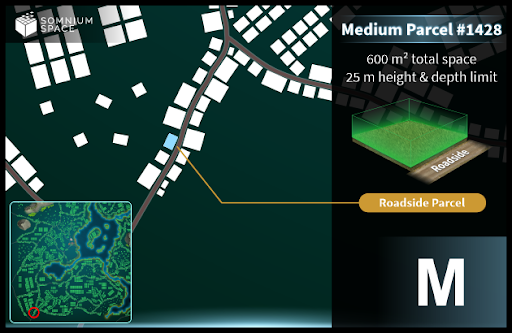 SOMNIUM
SPACE
Medium Parcel #1428
600 m² total space
25 m height & depth limit
Roadside
Roadside Parcel
M